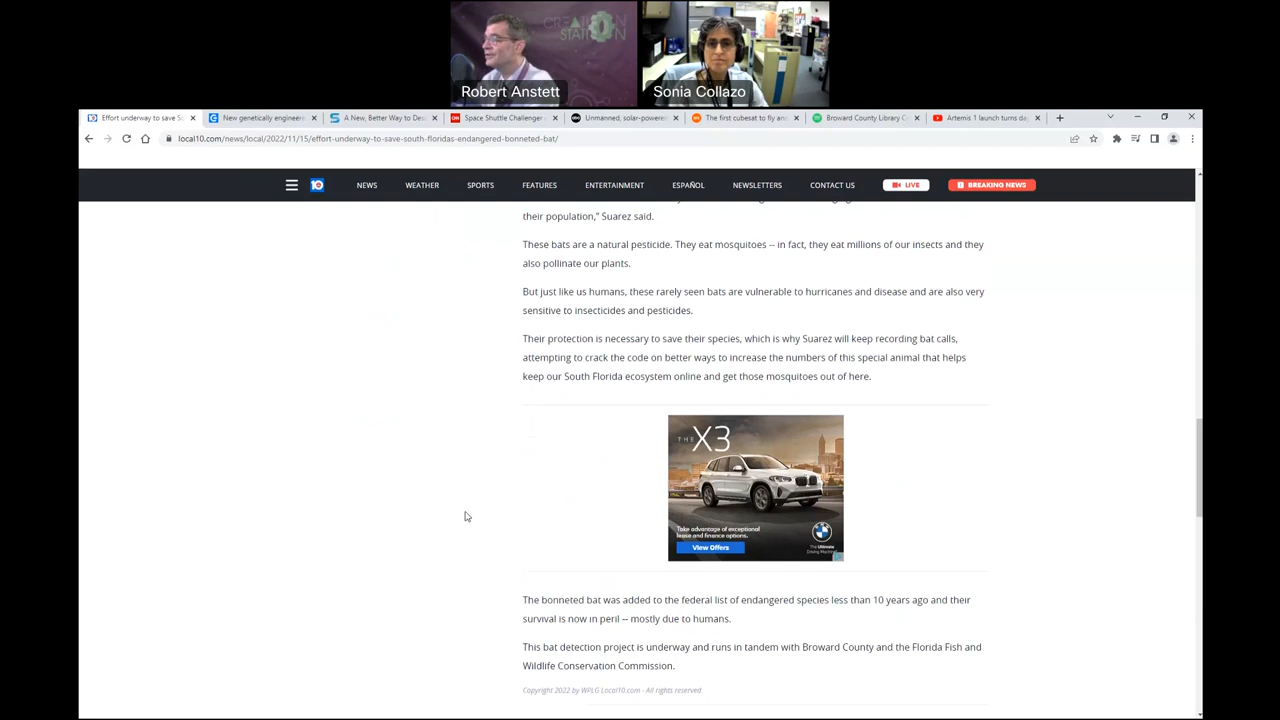 CREATION
STATION
Robert Anstett
Sonia Collazo
Effort underway to save So
New genetically engineere
A New, Better Way to Des
Space Shuttle Challenger
Unmanned, solar-powere
The first cubesat to fly an
Broward County Library C
Artemis 1 launch turns da
local10.com/news/local/2022/11/15/effort-underway-to-save-south-floridas-endangered-bonneted-bat/
10 NEWS WEATHER SPORTS FEATURES ENTERTAINMENT ESPAÑOL NEWSLETTERS CONTACT US LIVE BREAKING NEWS
their population,” Suarez said.
These bats are a natural pesticide. They eat mosquitoes -- in fact, they eat millions of our insects and they
also pollinate our plants.
But just like us humans, these rarely seen bats are vulnerable to hurricanes and disease and are also very
sensitive to insecticides and pesticides.
Their protection is necessary to save their species, which is why Suarez will keep recording bat calls,
attempting to crack the code on better ways to increase the numbers of this special animal that helps
keep our South Florida ecosystem online and get those mosquitoes out of here.
THE X3
Take advantage of exceptional
lease and finance options.
View Offers
The Ultimate
Driving Machine
The bonneted bat was added to the federal list of endangered species less than 10 years ago and their
survival is now in peril -- mostly due to humans.
This bat detection project is underway and runs in tandem with Broward County and the Florida Fish and
Wildlife Conservation Commission.
Copyright 2022 by WPLG Local10.com - All rights reserved